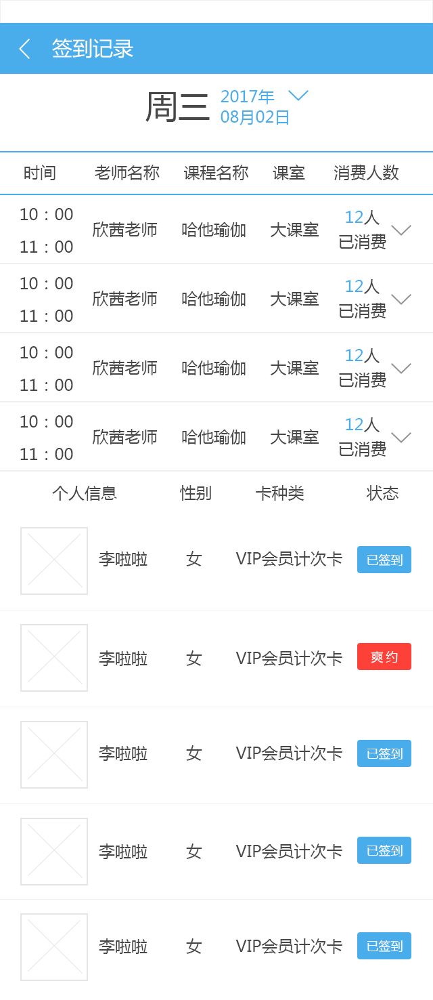 签到记录
周三
2017年
08月02日
时间 老师名称 课程名称 课室 消费人数
10：00
11：00
欣茜老师 哈他瑜伽 大课室
12人
已消费
10：00
11：00
欣茜老师 哈他瑜伽 大课室
12人
已消费
10：00
11：00
欣茜老师 哈他瑜伽 大课室
12人
已消费
10：00
11：00
欣茜老师 哈他瑜伽 大课室
12人
已消费
个人信息 性别 卡种类 状态
李啦啦 女 VIP会员计次卡 已签到
李啦啦 女 VIP会员计次卡 爽约
李啦啦 女 VIP会员计次卡 已签到
李啦啦 女 VIP会员计次卡 已签到
李啦啦 女 VIP会员计次卡 已签到